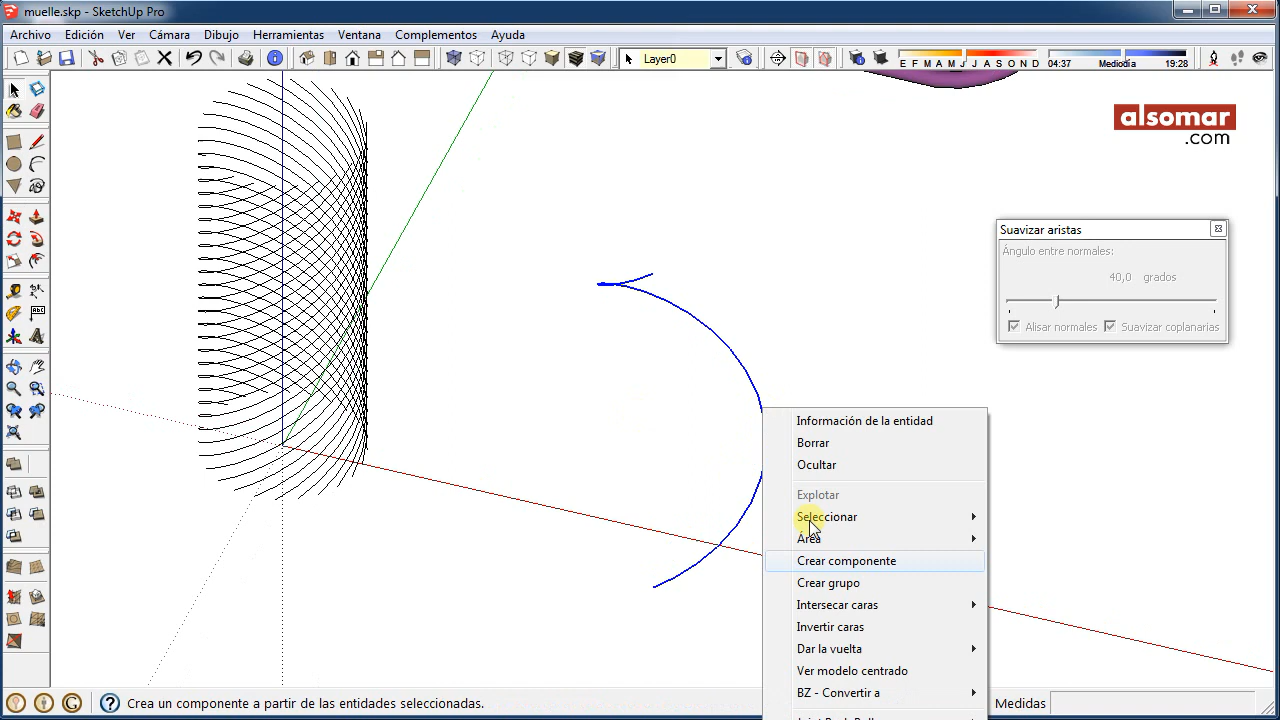 muelle.skp - SketchUp Pro
Archivo Edición Ver Cámara Dibujo Herramientas Ventana Complementos Ayuda
Layer0
E F M A M J J A S O N D
04:37 Mediodía 19:28
alsomar
.com
Suavizar aristas
Ángulo entre normales:
40,0 grados
Alisar normales Suavizar coplanarias
Información de la entidad
Borrar
Ocultar
Explotar
Seleccionar
Área
Crear componente
Crear grupo
Intersecar caras
Invertir caras
Dar la vuelta
Ver modelo centrado
BZ - Convertir a
Crea un componente a partir de las entidades seleccionadas.
Medidas